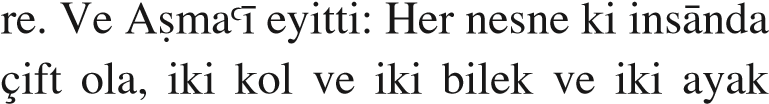 re. Ve Aṣmaʿī eyitti: Her nesne ki insānda
çift ola, iki kol ve iki bilek ve iki ayak